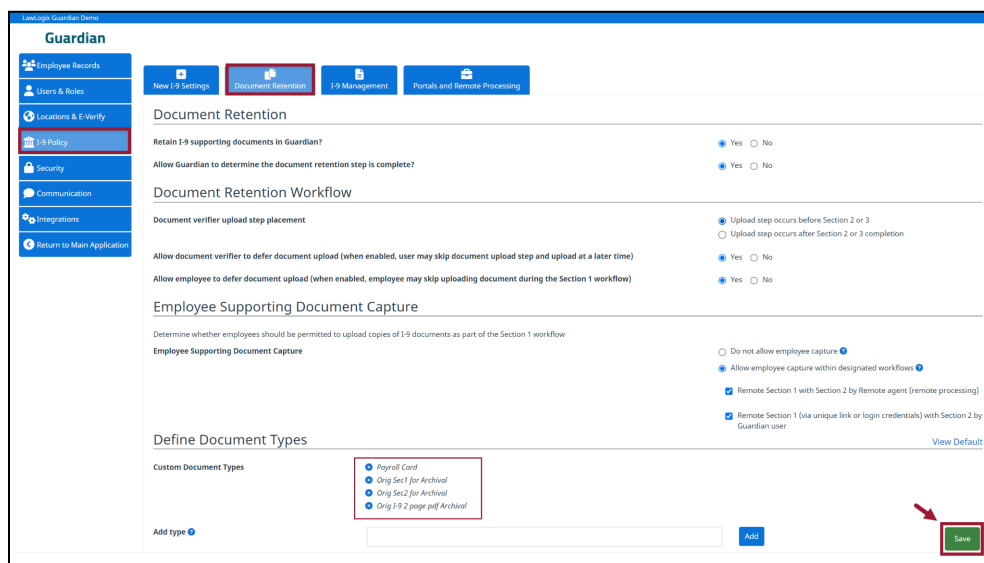 LawLogix Guardian Demo
Guardian
Employee Records
Users & Roles
Locations & E-Verify
I-9 Policy
Security
Communication
Integrations
Return to Main Application
New I-9 Settings
Document Retention
I-9 Management
Portals and Remote Processing
Document Retention
Retain I-9 supporting documents in Guardian?
Yes No
Allow Guardian to determine the document retention step is complete?
Yes No
Document Retention Workflow
Document verifier upload step placement
Upload step occurs before Section 2 or 3
Upload step occurs after Section 2 or 3 completion
Allow document verifier to defer document upload (when enabled, user may skip document upload step and upload at a later time)
Yes No
Allow employee to defer document upload (when enabled, employee may skip uploading document during the Section 1 workflow)
Yes No
Employee Supporting Document Capture
Determine whether employees should be permitted to upload copies of I-9 documents as part of the Section 1 workflow
Employee Supporting Document Capture
Do not allow employee capture
Allow employee capture within designated workflows
Remote Section 1 with Section 2 by Remote agent (remote processing)
Remote Section 1 (via unique link or login credentials) with Section 2 by
Guardian user
Define Document Types
View Default
Custom Document Types
Payroll Card
Orig Sec1 for Archival
Orig Sec2 for Archival
Orig I-9 2 page pdf Archival
Add type
Add
Save